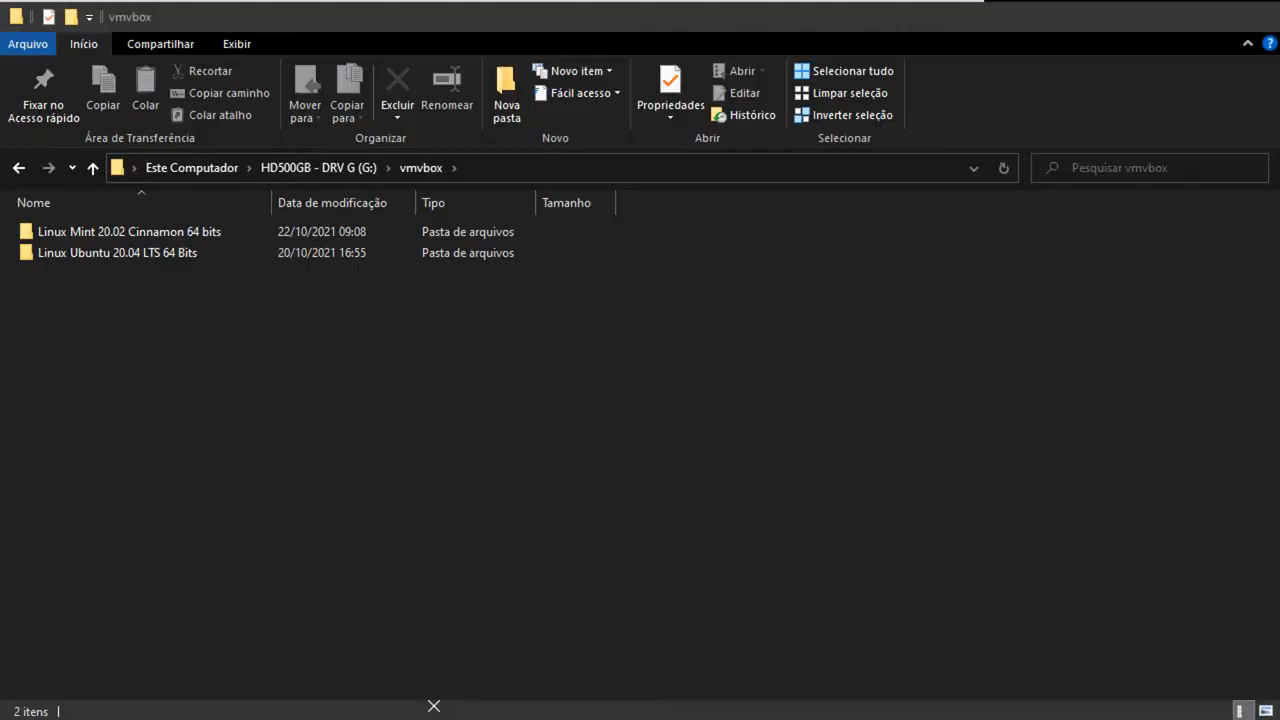 vmvbox
Arquivo Início Compartilhar Exibir
Fixar no Acesso rápido
Copiar
Colar
Recortar
Copiar caminho
Colar atalho
Área de Transferência
Mover para
Copiar para
Excluir
Renomear
Organizar
Nova pasta
Novo item
Fácil acesso
Novo
Propriedades
Abrir
Editar
Histórico
Abrir
Selecionar tudo
Limpar seleção
Inverter seleção
Selecionar
Este Computador HD500GB - DRV G (G:) vmvbox
Pesquisar vmvbox
Nome Data de modificação Tipo Tamanho
Linux Mint 20.02 Cinnamon 64 bits 22/10/2021 09:08 Pasta de arquivos
Linux Ubuntu 20.04 LTS 64 Bits 20/10/2021 16:55 Pasta de arquivos
2 itens